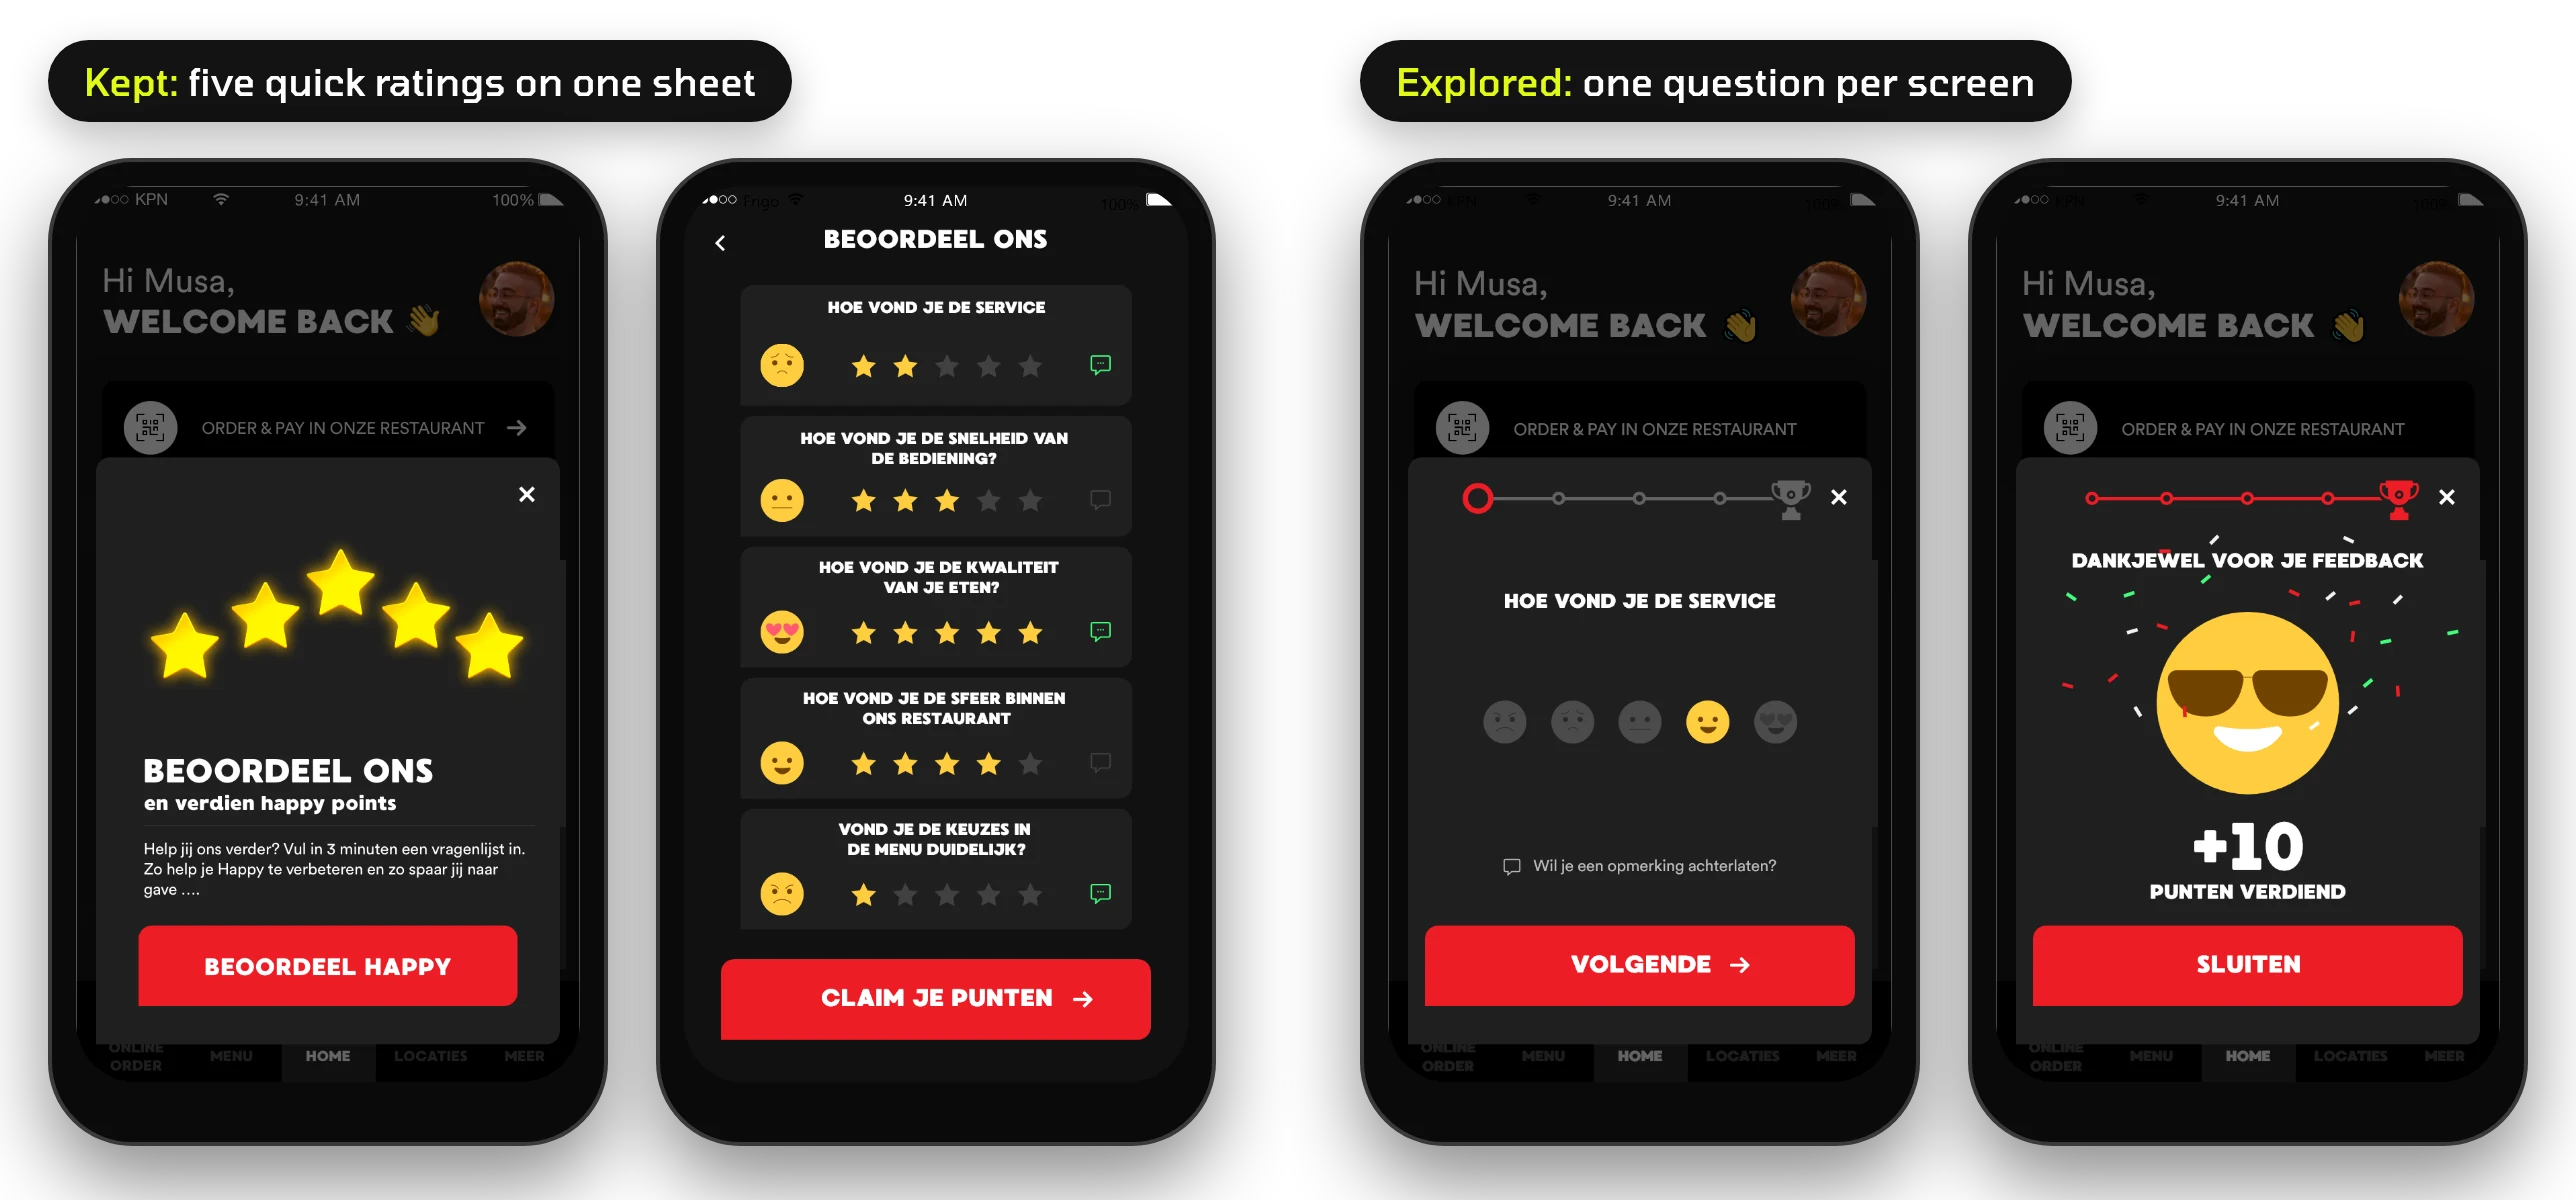 Kept: five quick ratings on one sheet
KPN
9:41 AM
100%
Hi Musa,
WELCOME BACK 👋
ORDER & PAY IN ONZE RESTAURANT →
BEOORDEEL ONS
en verdien happy points
Help jij ons verder? Vul in 3 minuten een vragenlijst in.
Zo help je Happy te verbeteren en zo spaar jij naar
gave ....
BEOORDEEL HAPPY
ONLINE
ORDER
MENU
HOME
LOCATIES
MEER
Frigo
9:41 AM
100%
BEOORDEEL ONS
HOE VOND JE DE SERVICE
HOE VOND JE DE SNELHEID VAN
DE BEDIENING?
HOE VOND JE DE KWALITEIT
VAN JE ETEN?
HOE VOND JE DE SFEER BINNEN
ONS RESTAURANT
VOND JE DE KEUZES IN
DE MENU DUIDELIJK?
CLAIM JE PUNTEN →
Explored: one question per screen
KPN
9:41 AM
100%
Hi Musa,
WELCOME BACK 👋
ORDER & PAY IN ONZE RESTAURANT
HOE VOND JE DE SERVICE
Wil je een opmerking achterlaten?
VOLGENDE →
ONLINE
ORDER
MENU
HOME
LOCATIES
MEER
KPN
9:41 AM
100%
Hi Musa,
WELCOME BACK 👋
ORDER & PAY IN ONZE RESTAURANT
DANKJEWEL VOOR JE FEEDBACK
+10
PUNTEN VERDIEND
SLUITEN
ONLINE
ORDER
MENU
HOME
LOCATIES
MEER